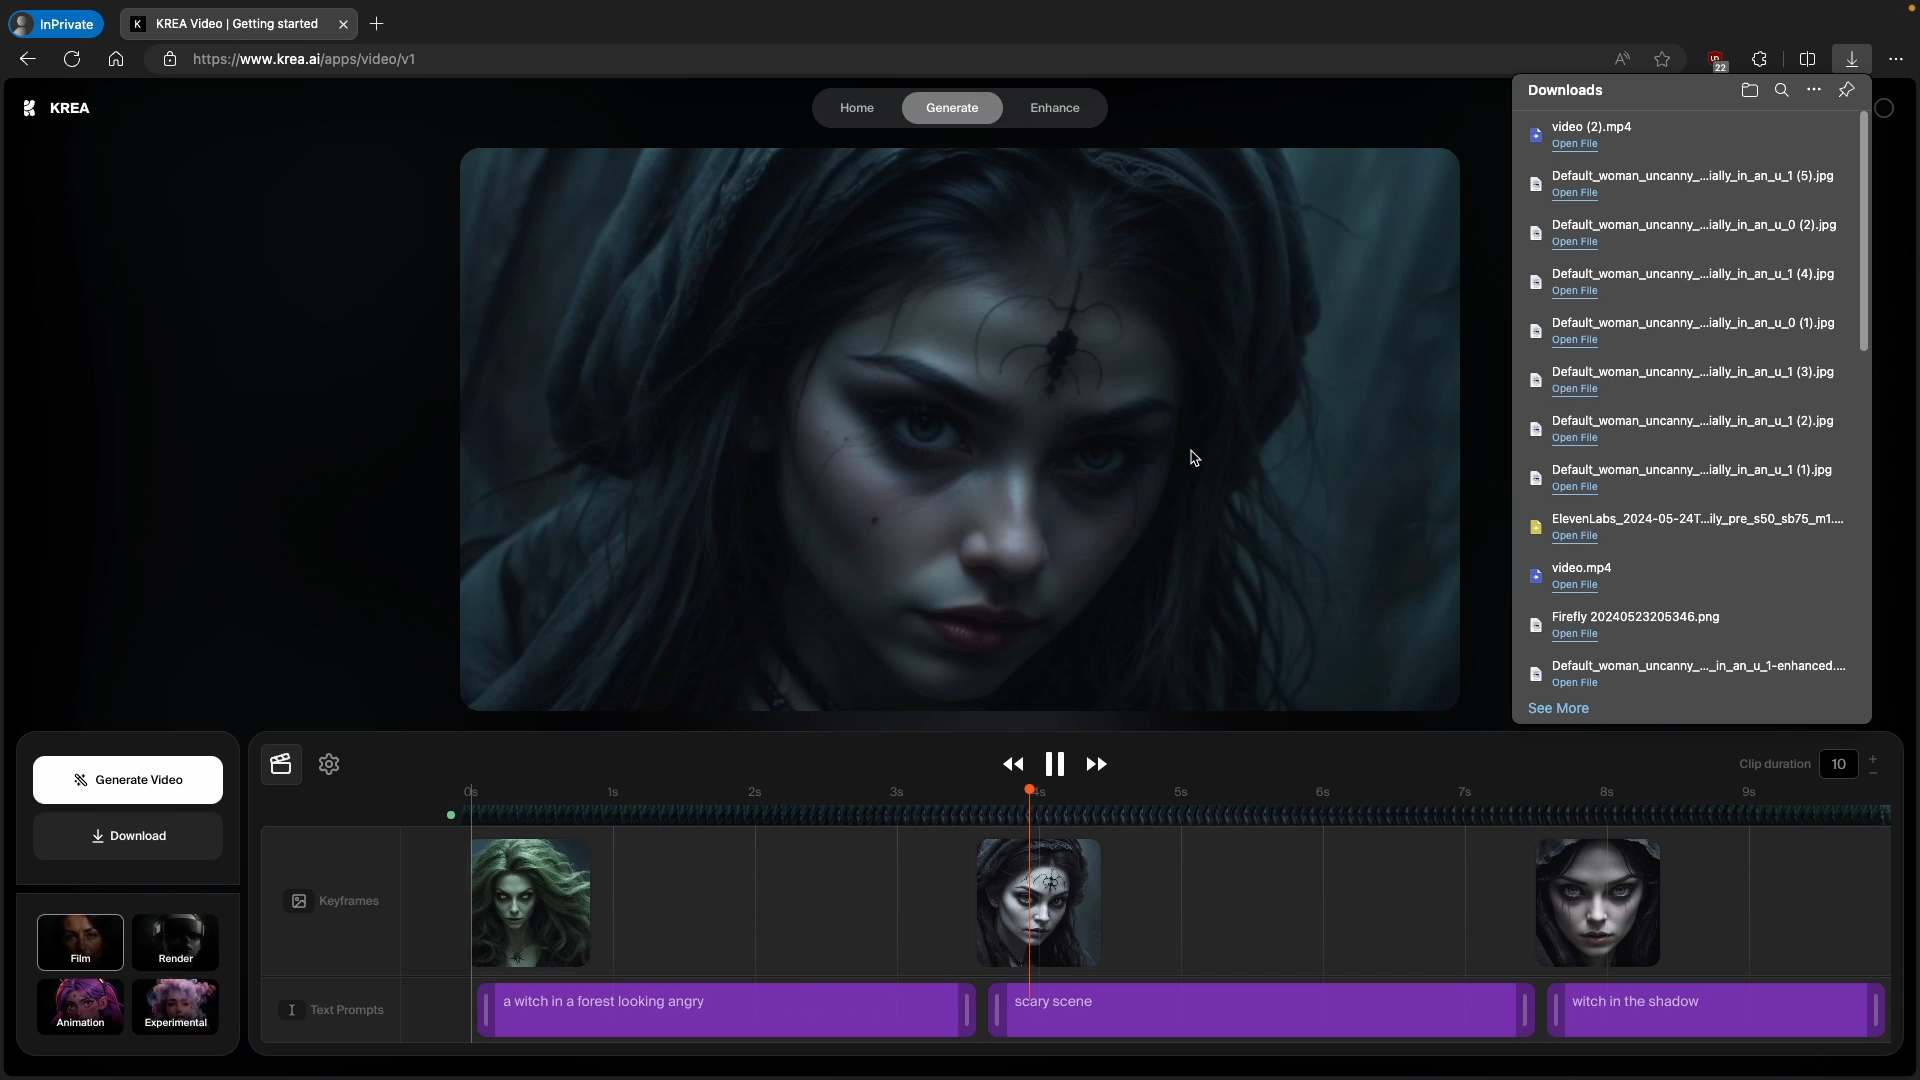 InPrivate
K KREA Video | Getting started
https://www.krea.ai/apps/video/v1
22
KREA
Home
Generate
Enhance
Downloads
video (2).mp4
Open File
Default_woman_uncanny_...ially_in_an_u_1 (5).jpg
Open File
Default_woman_uncanny_...ially_in_an_u_0 (2).jpg
Open File
Default_woman_uncanny_...ially_in_an_u_1 (4).jpg
Open File
Default_woman_uncanny_...ially_in_an_u_0 (1).jpg
Open File
Default_woman_uncanny_...ially_in_an_u_1 (3).jpg
Open File
Default_woman_uncanny_...ially_in_an_u_1 (2).jpg
Open File
Default_woman_uncanny_...ially_in_an_u_1 (1).jpg
Open File
ElevenLabs_2024-05-24T...ily_pre_s50_sb75_m1....
Open File
video.mp4
Open File
Firefly 20240523205346.png
Open File
Default_woman_uncanny_..._in_an_u_1-enhanced....
Open File
See More
Generate Video
Download
Film
Render
Animation
Experimental
Clip duration 10
0s 1s 2s 3s 4s 5s 6s 7s 8s 9s
Keyframes
Text Prompts
a witch in a forest looking angry
scary scene
witch in the shadow